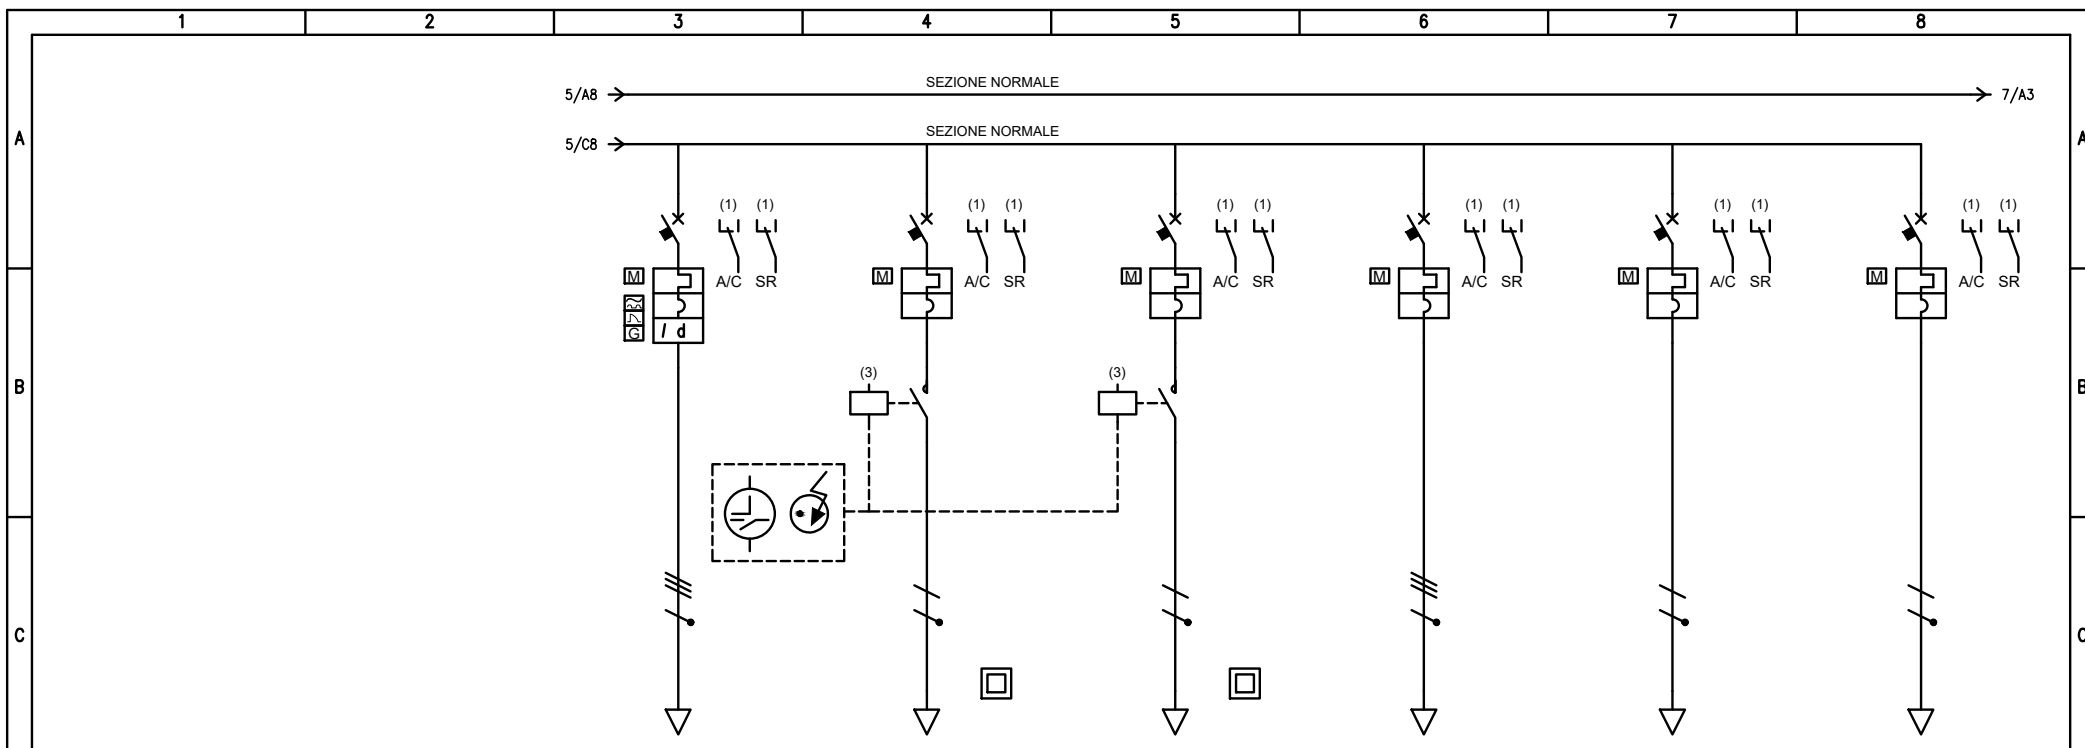 1 2 3 4 5 6 7 8
SEZIONE NORMALE
5/A8 7/A3
SEZIONE NORMALE
A 5/C8 A
(1) (1) (1) (1) (1) (1) (1) (1) (1) (1) (1) (1)
M A/C SR M A/C SR M A/C SR M A/C SR M A/C SR M A/C SR
G I d
(3) (3)
B B
C C